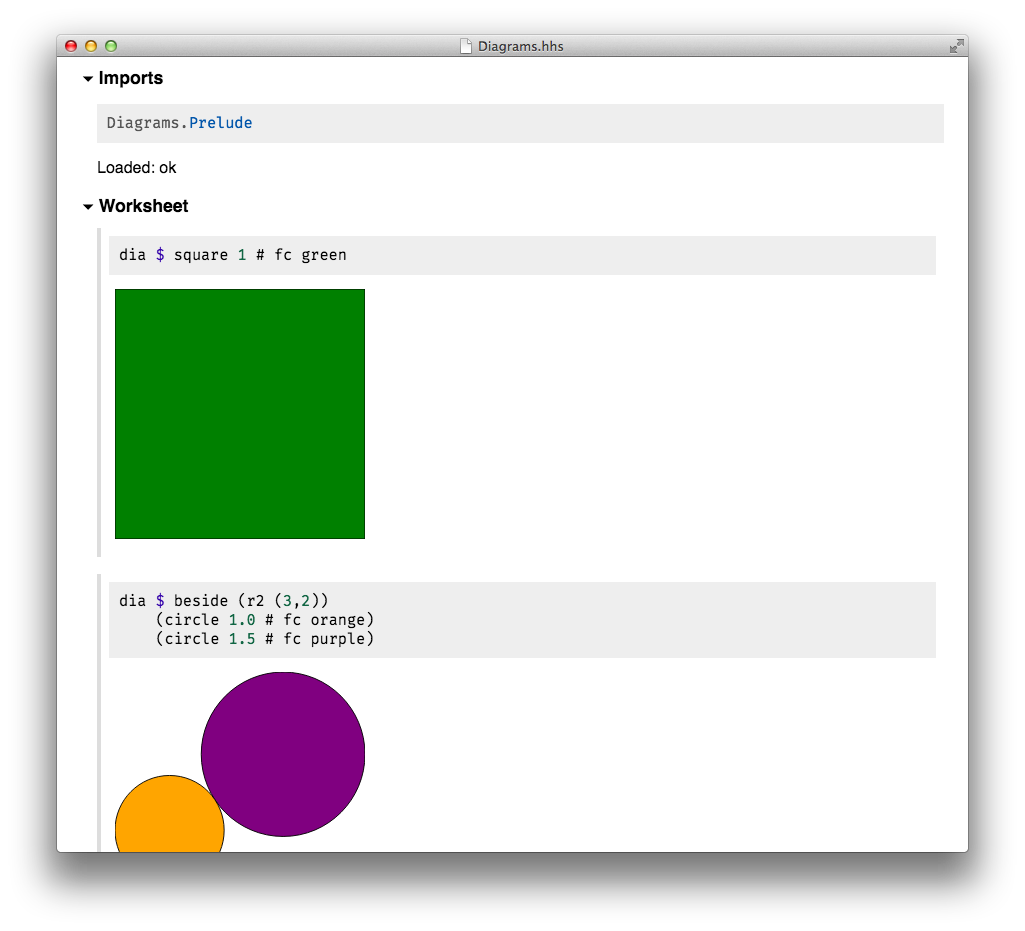 Diagrams.hhs
Imports
Diagrams.Prelude
Loaded: ok
Worksheet
dia $ square 1 # fc green
dia $ beside (r2 (3,2))
    (circle 1.0 # fc orange)
    (circle 1.5 # fc purple)